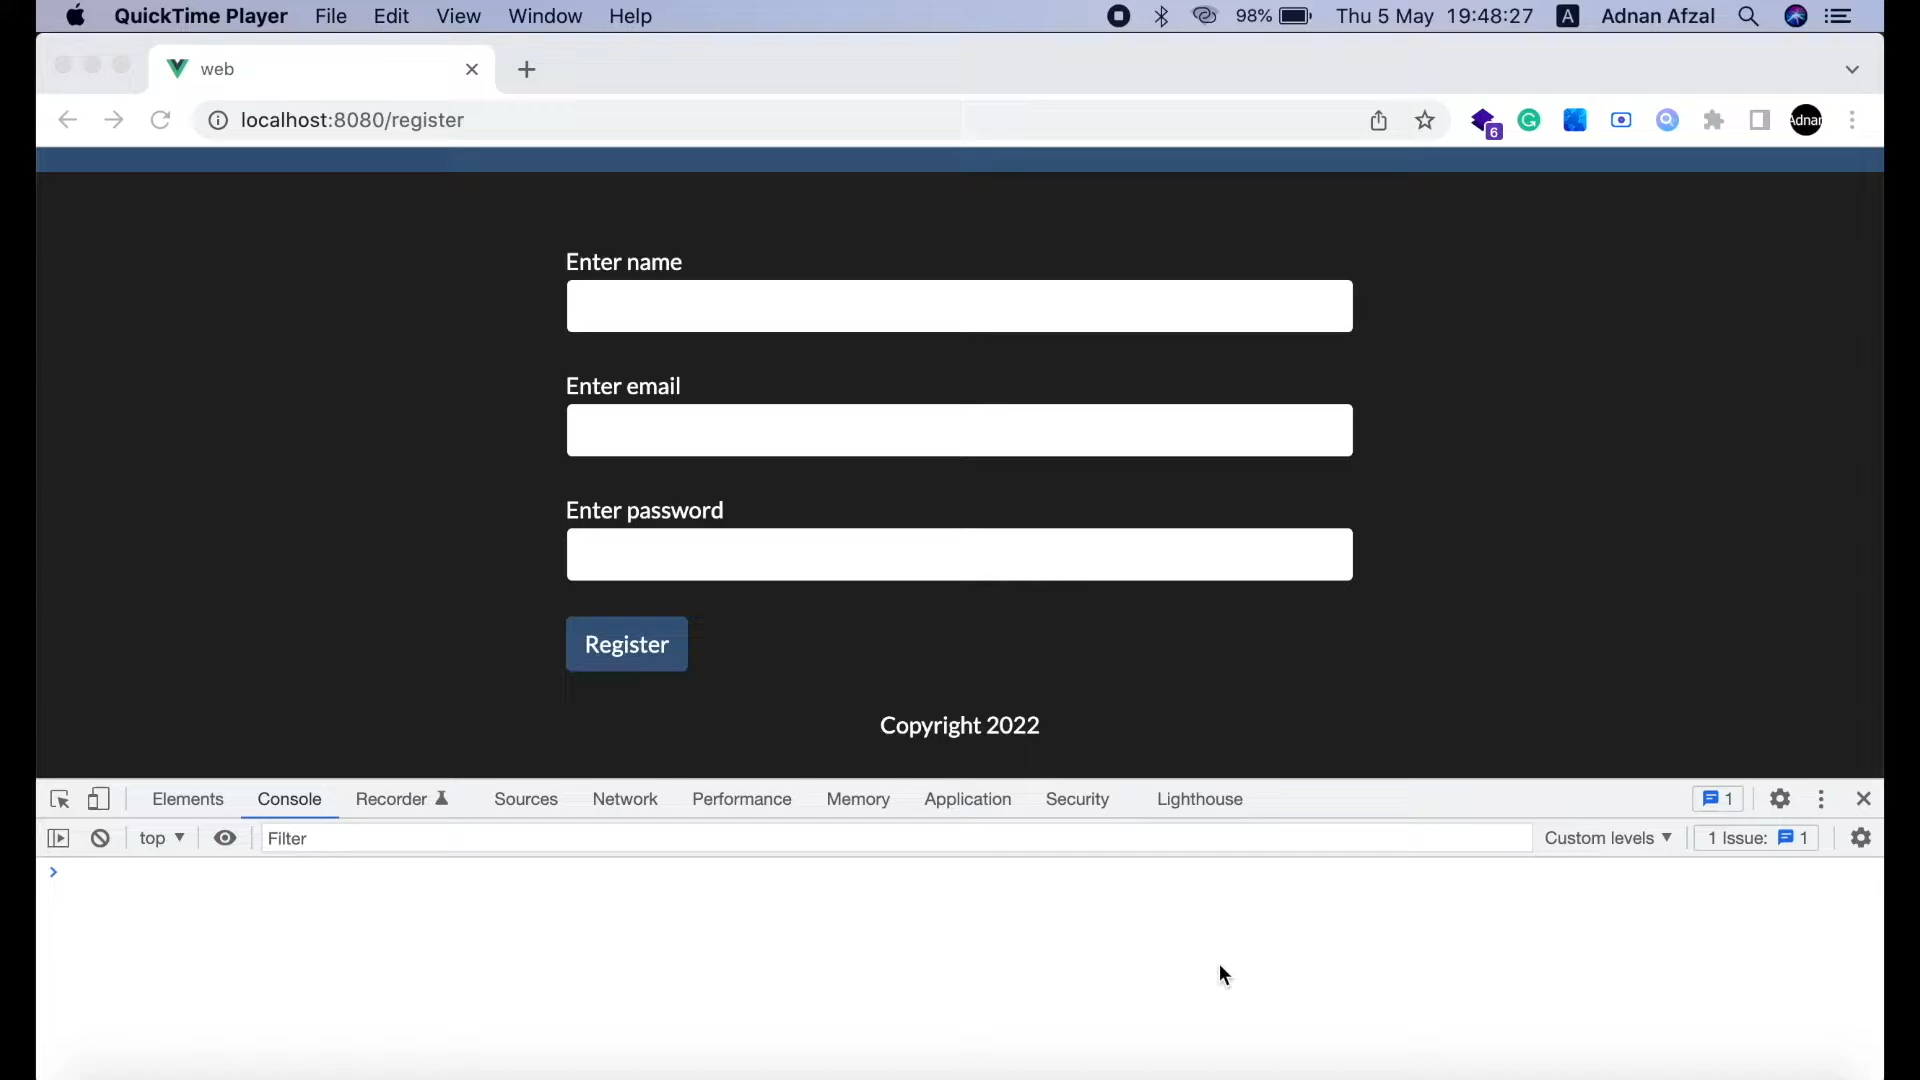 QuickTime Player File Edit View Window Help 98% Thu 5 May 19:48:27 A Adnan Afzal
web
localhost:8080/register 6 Adnan
Enter name
Enter email
Enter password
Register
Copyright 2022
Elements Console Recorder Sources Network Performance Memory Application Security Lighthouse 1
top Filter Custom levels 1 Issue: 1